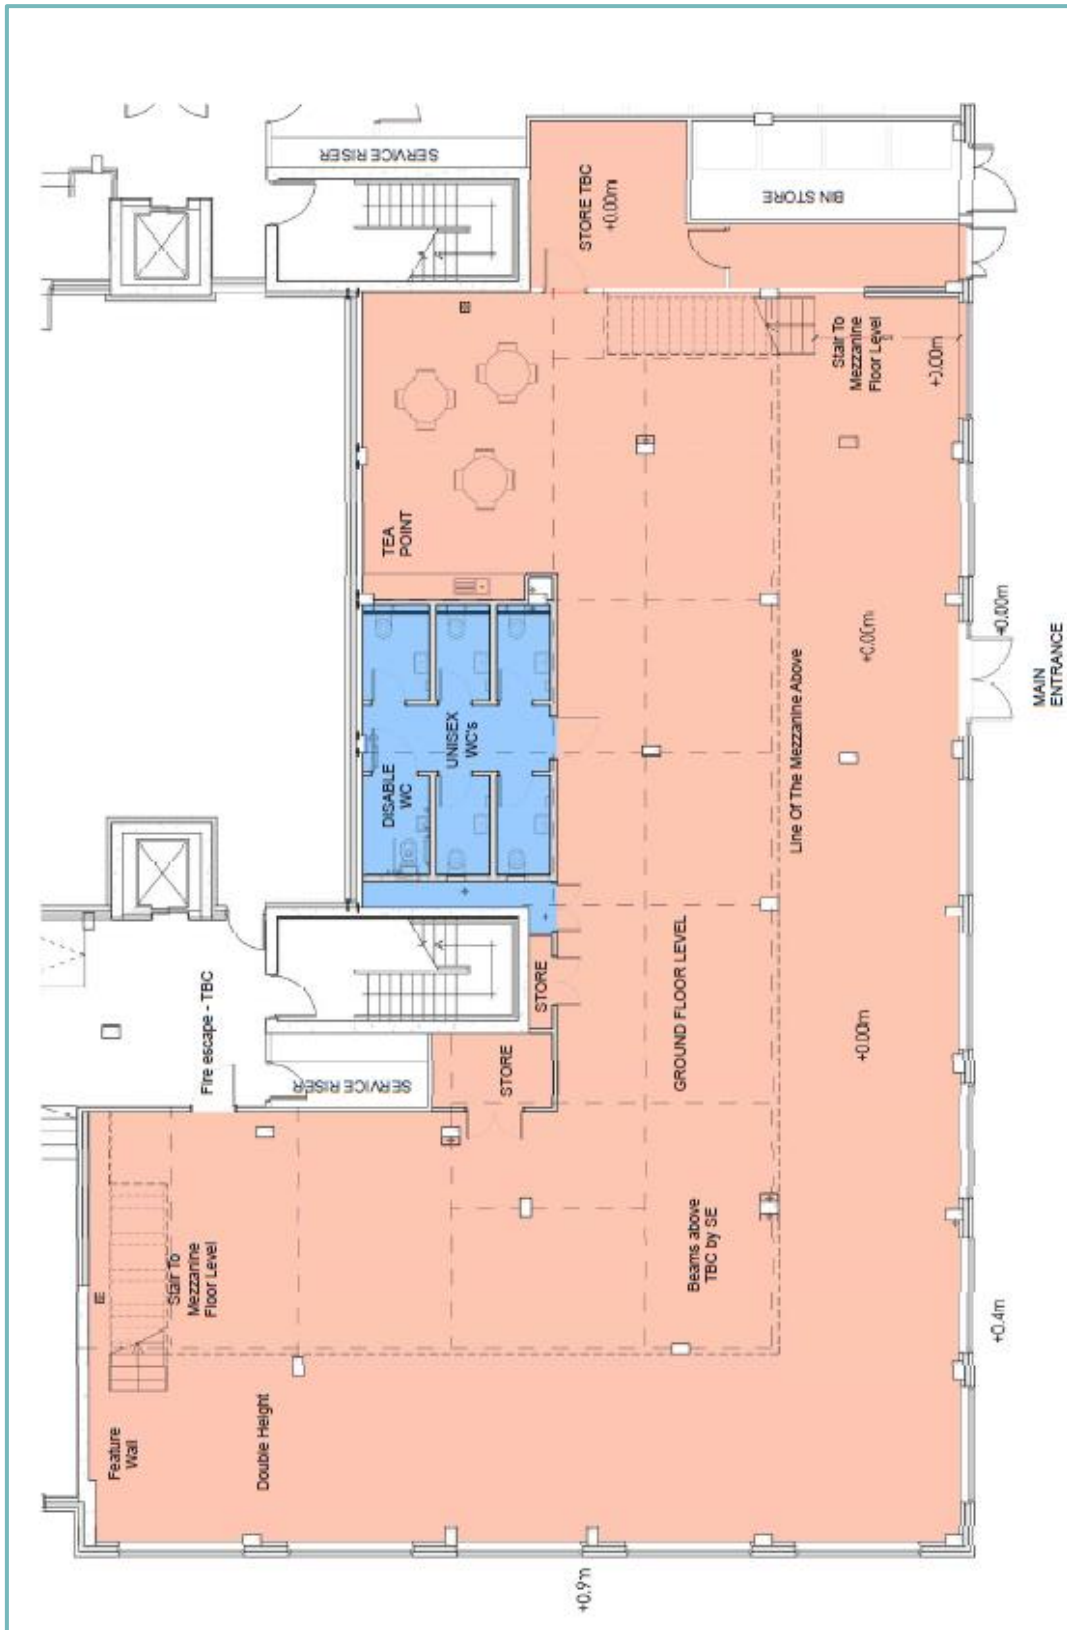 SERVICE RISER
STORE TBC
+0.00m
BIN STORE
Stair To
Mezzanine
Floor Level
+0.00m
TEA
POINT
+0.00m
+0.00m
MAIN
ENTRANCE
UNISEX
WC's
DISABLE
WC
Line Of The Mezzanine Above
STORE
GROUND FLOOR LEVEL
+0.00m
Fire escape - TBC
SERVICE RISER
STORE
Stair To
Mezzanine
Floor Level
Beams above
TBC by SE
+0.4m
Feature
Wall
Double Height
+0.9m